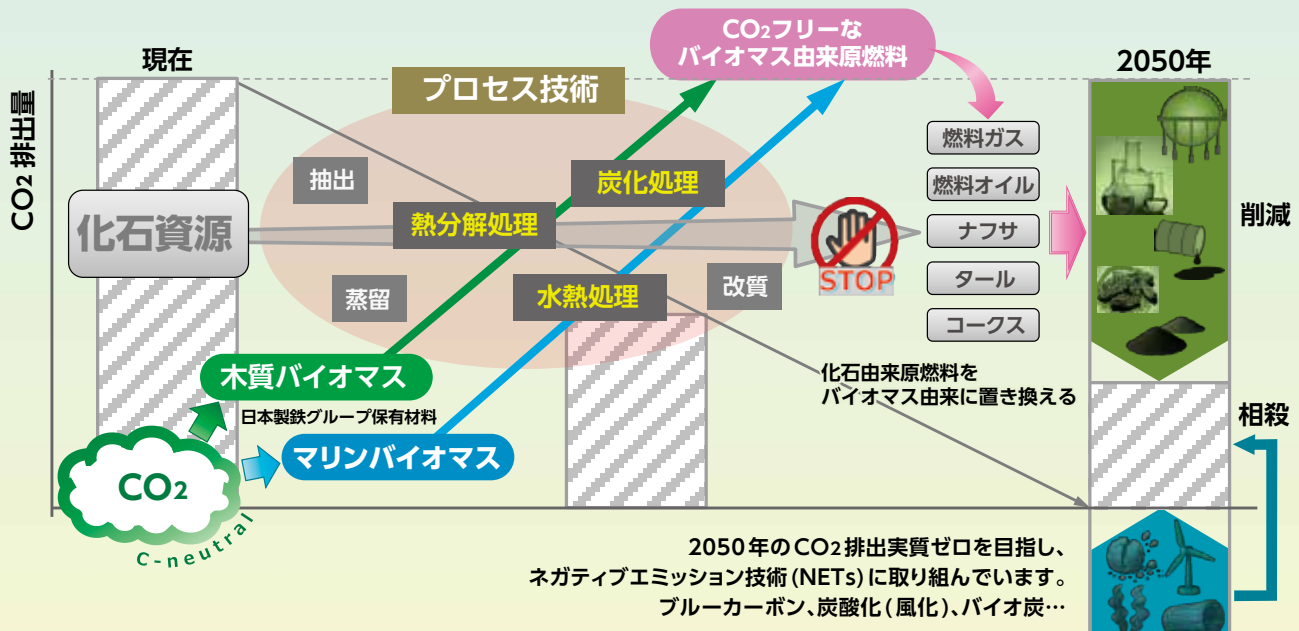 CO2フリーな
バイオマス由来原燃料
現在
2050年
プロセス技術
CO2 排出量
燃料ガス
抽出
炭化処理
燃料オイル
化石資源
熱分解処理
ナフサ
削減
STOP
蒸留
水熱処理
改質
タール
コークス
木質バイオマス
化石由来原燃料を
バイオマス由来に置き換える
日本製鉄グループ保有材料
相殺
マリンバイオマス
CO2
C-neutral
2050年のCO2排出実質ゼロを目指し、
ネガティブエミッション技術(NETs)に取り組んでいます。
ブルーカーボン、炭酸化(風化)、バイオ炭…